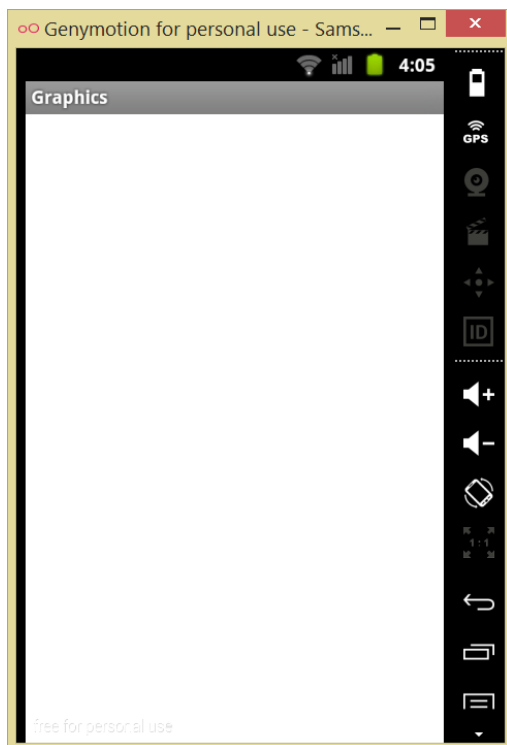 Genymotion for personal use - Sams...
4:05
Graphics
GPS
ID
1:1
free for personal use